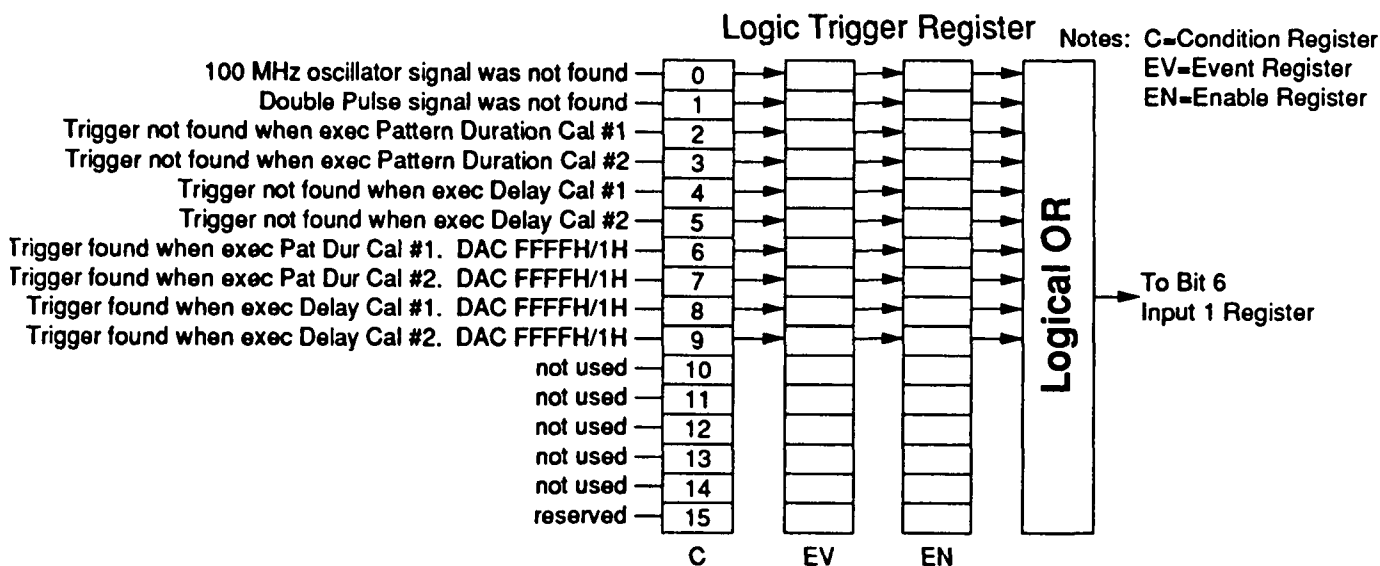 Logic Trigger Register
Notes: C=Condition Register
EV=Event Register
EN=Enable Register
100 MHz oscillator signal was not found 0
Double Pulse signal was not found 1
Trigger not found when exec Pattern Duration Cal #1 2
Trigger not found when exec Pattern Duration Cal #2 3
Trigger not found when exec Delay Cal #1 4
Trigger not found when exec Delay Cal #2 5
Trigger found when exec Pat Dur Cal #1. DAC FFFFH/1H 6
Trigger found when exec Pat Dur Cal #2. DAC FFFFH/1H 7
Trigger found when exec Delay Cal #1. DAC FFFFH/1H 8
Trigger found when exec Delay Cal #2. DAC FFFFH/1H 9
not used 10
not used 11
not used 12
not used 13
not used 14
reserved 15
C EV EN
Logical OR
To Bit 6
Input 1 Register